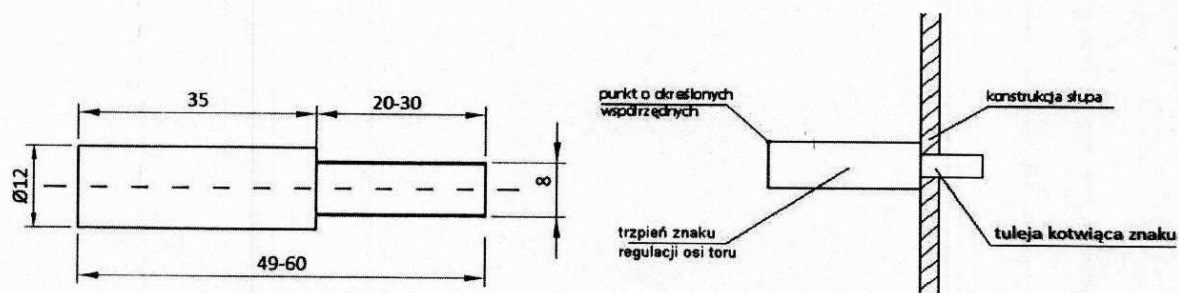 35
20-30
Ø12
8
49-60
punkt o określonych
współrzędnych
konstrukcja słupa
trzpień znaku
regulacji osi toru
tuleja kotwiąca znaku